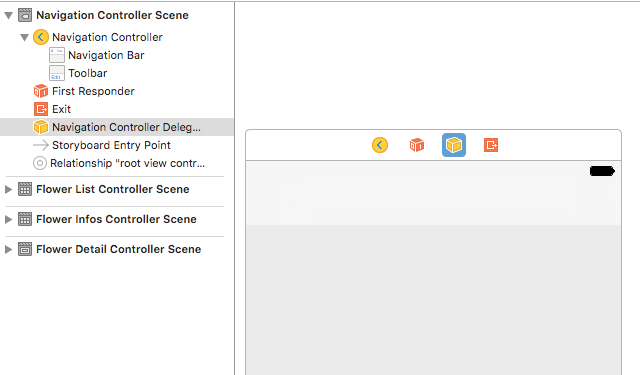 Navigation Controller Scene
Navigation Controller
Navigation Bar
Toolbar
First Responder
Exit
Navigation Controller Deleg...
Storyboard Entry Point
Relationship "root view contr...
Flower List Controller Scene
Flower Infos Controller Scene
Flower Detail Controller Scene